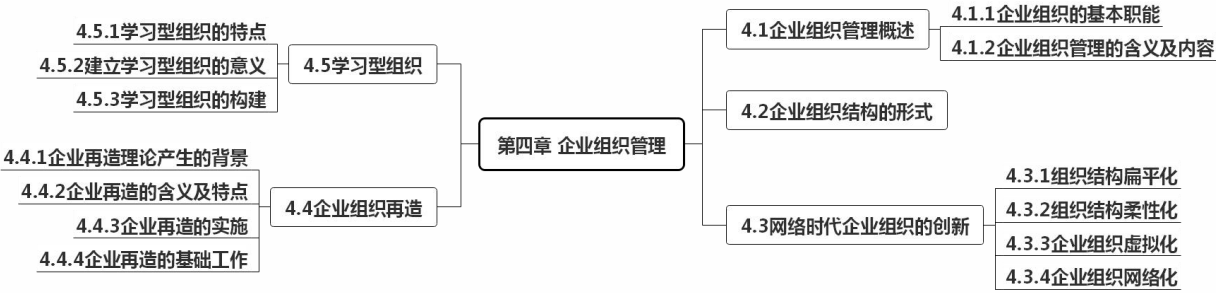 第四章 企业组织管理
4.1企业组织管理概述
4.1.1企业组织的基本职能
4.1.2企业组织管理的含义及内容
4.2企业组织结构的形式
4.3网络时代企业组织的创新
4.3.1组织结构扁平化
4.3.2组织结构柔性化
4.3.3企业组织虚拟化
4.3.4企业组织网络化
4.4企业组织再造
4.4.1企业再造理论产生的背景
4.4.2企业再造的含义及特点
4.4.3企业再造的实施
4.4.4企业再造的基础工作
4.5学习型组织
4.5.1学习型组织的特点
4.5.2建立学习型组织的意义
4.5.3学习型组织的构建